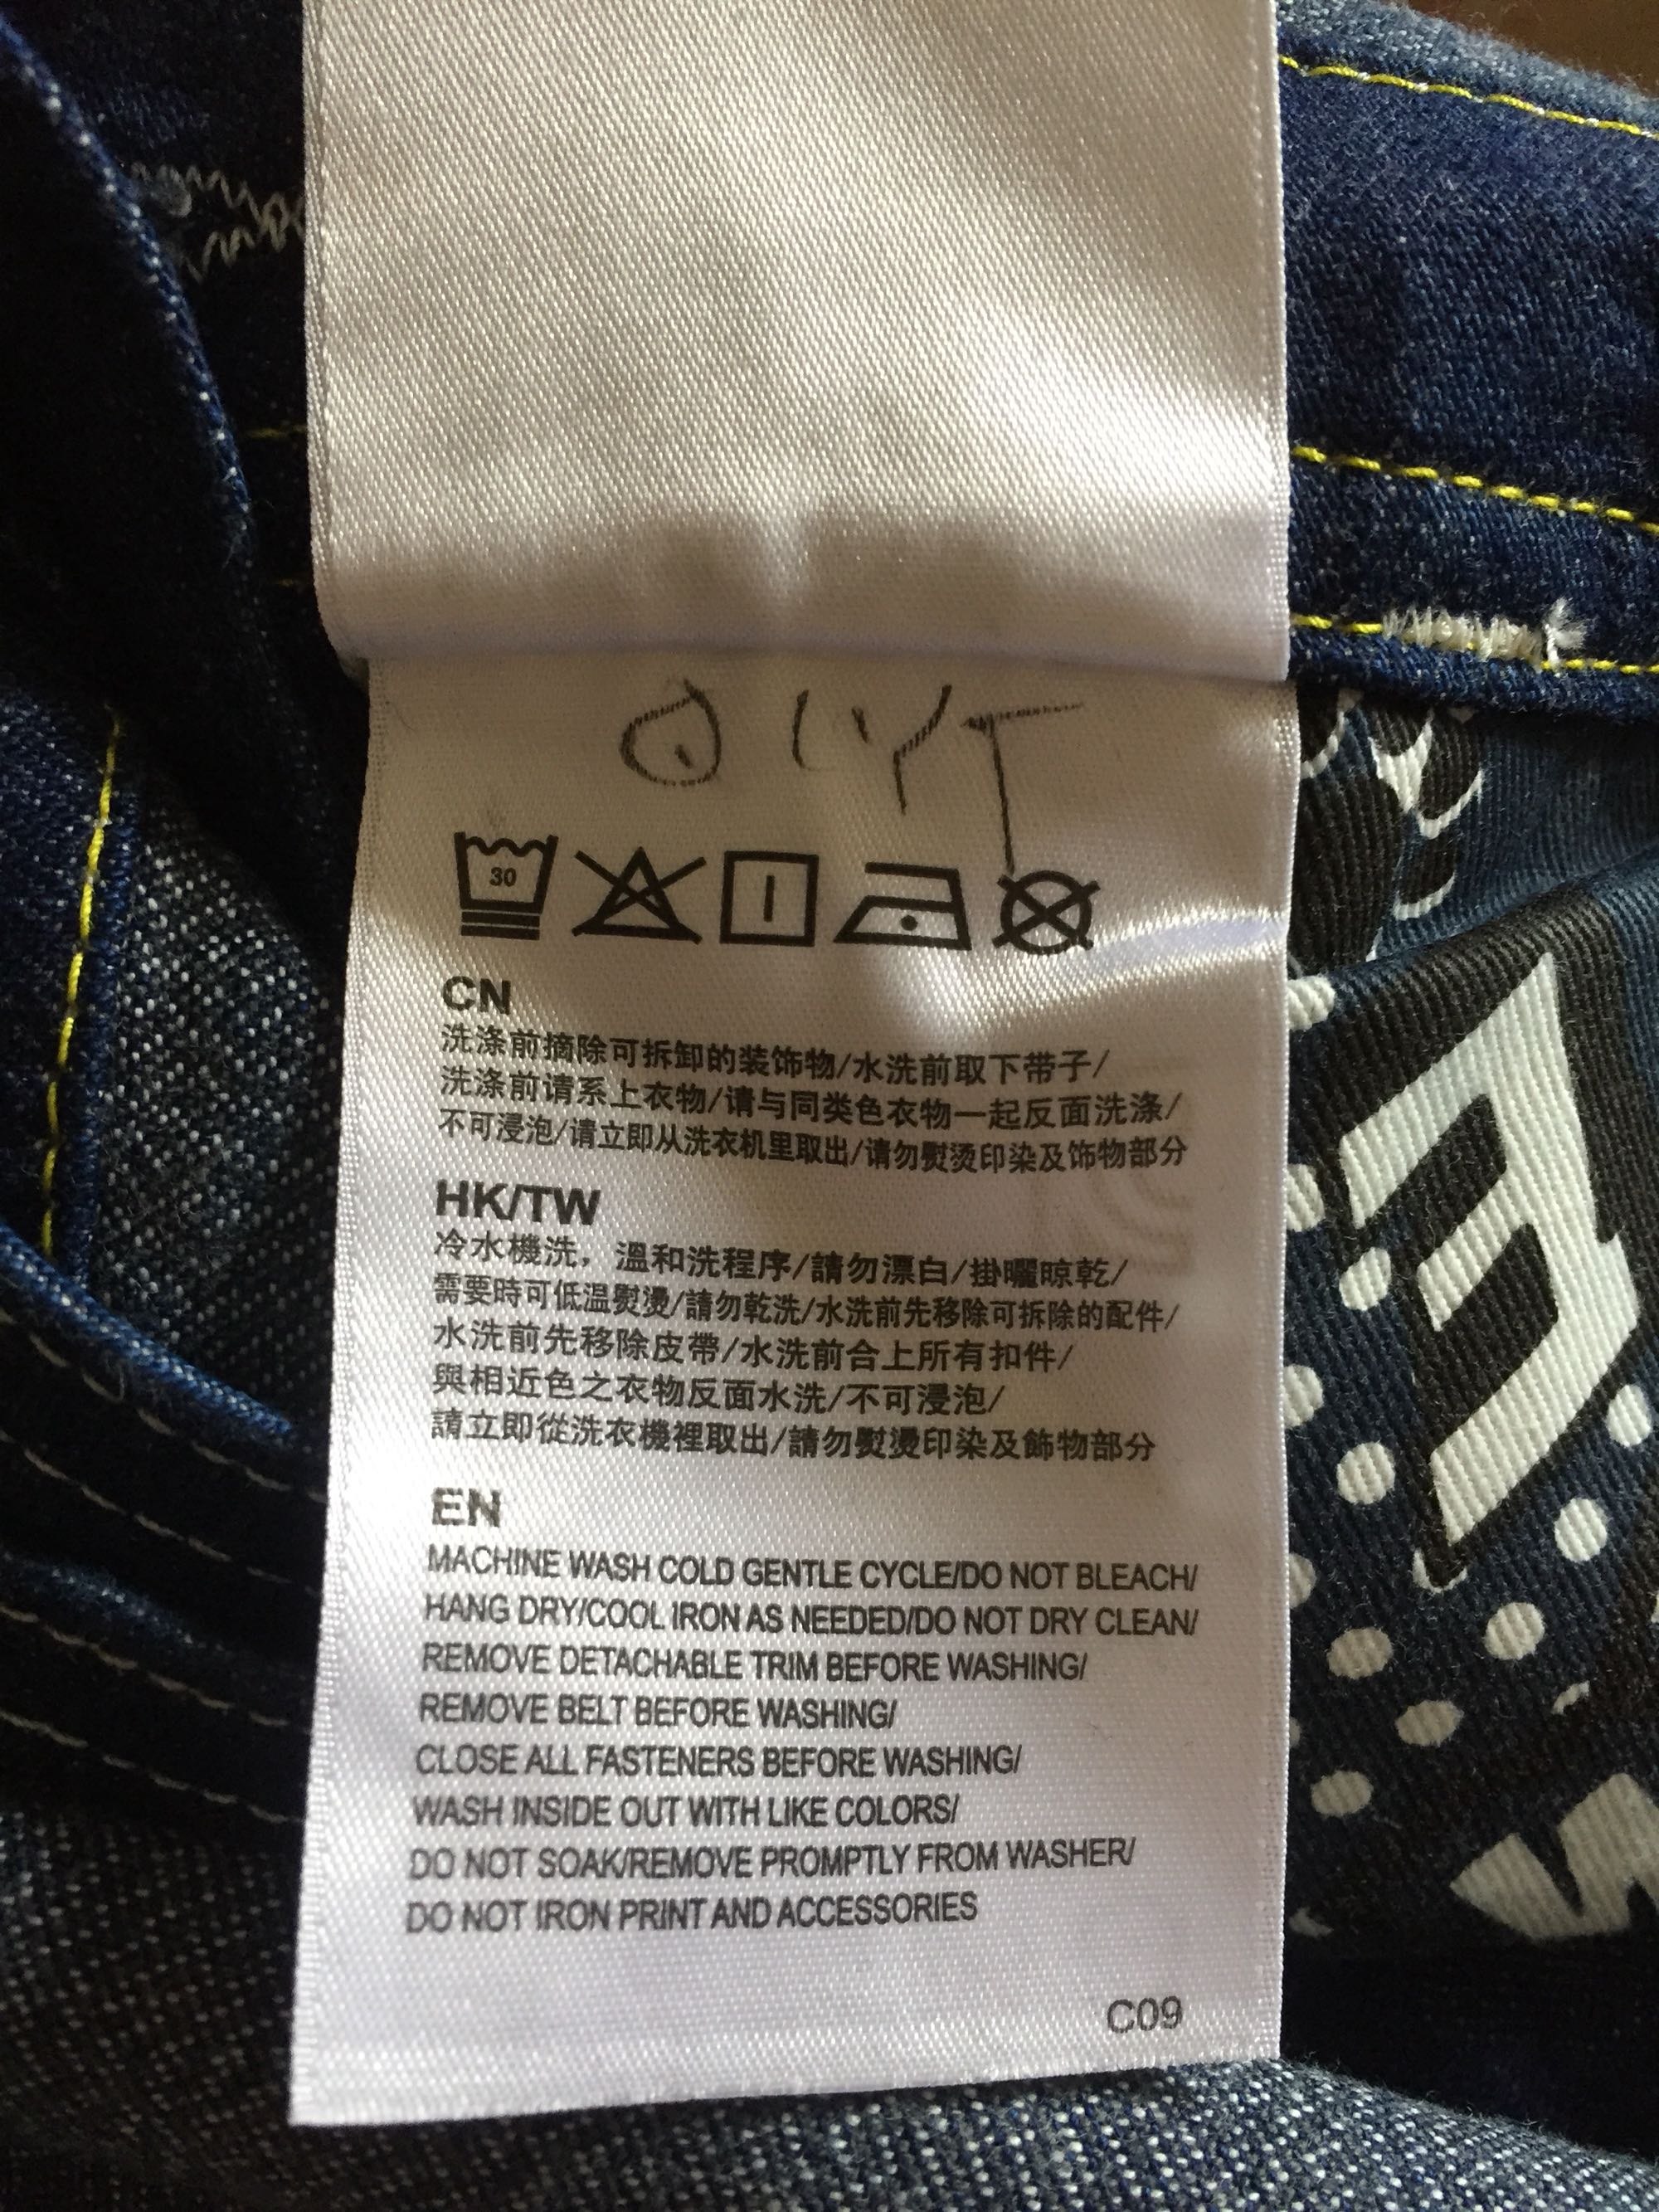 30
CN
洗涤前摘除可拆卸的装饰物/水洗前取下带子/
洗涤前请系上衣物/请与同类色衣物一起反面洗涤/
不可浸泡/请立即从洗衣机里取出/请勿熨烫印染及饰物部分
HK/TW
冷水機洗，溫和洗程序/請勿漂白/掛曬晾乾/
需要時可低溫熨燙/請勿乾洗/水洗前先移除可拆除的配件/
水洗前先移除皮帶/水洗前合上所有扣件/
與相近色之衣物反面水洗/不可浸泡/
請立即從洗衣機裡取出/請勿熨燙印染及飾物部分
EN
MACHINE WASH COLD GENTLE CYCLE/DO NOT BLEACH/
HANG DRY/COOL IRON AS NEEDED/DO NOT DRY CLEAN/
REMOVE DETACHABLE TRIM BEFORE WASHING/
REMOVE BELT BEFORE WASHING/
CLOSE ALL FASTENERS BEFORE WASHING/
WASH INSIDE OUT WITH LIKE COLORS/
DO NOT SOAK/REMOVE PROMPTLY FROM WASHER/
DO NOT IRON PRINT AND ACCESSORIES
C09